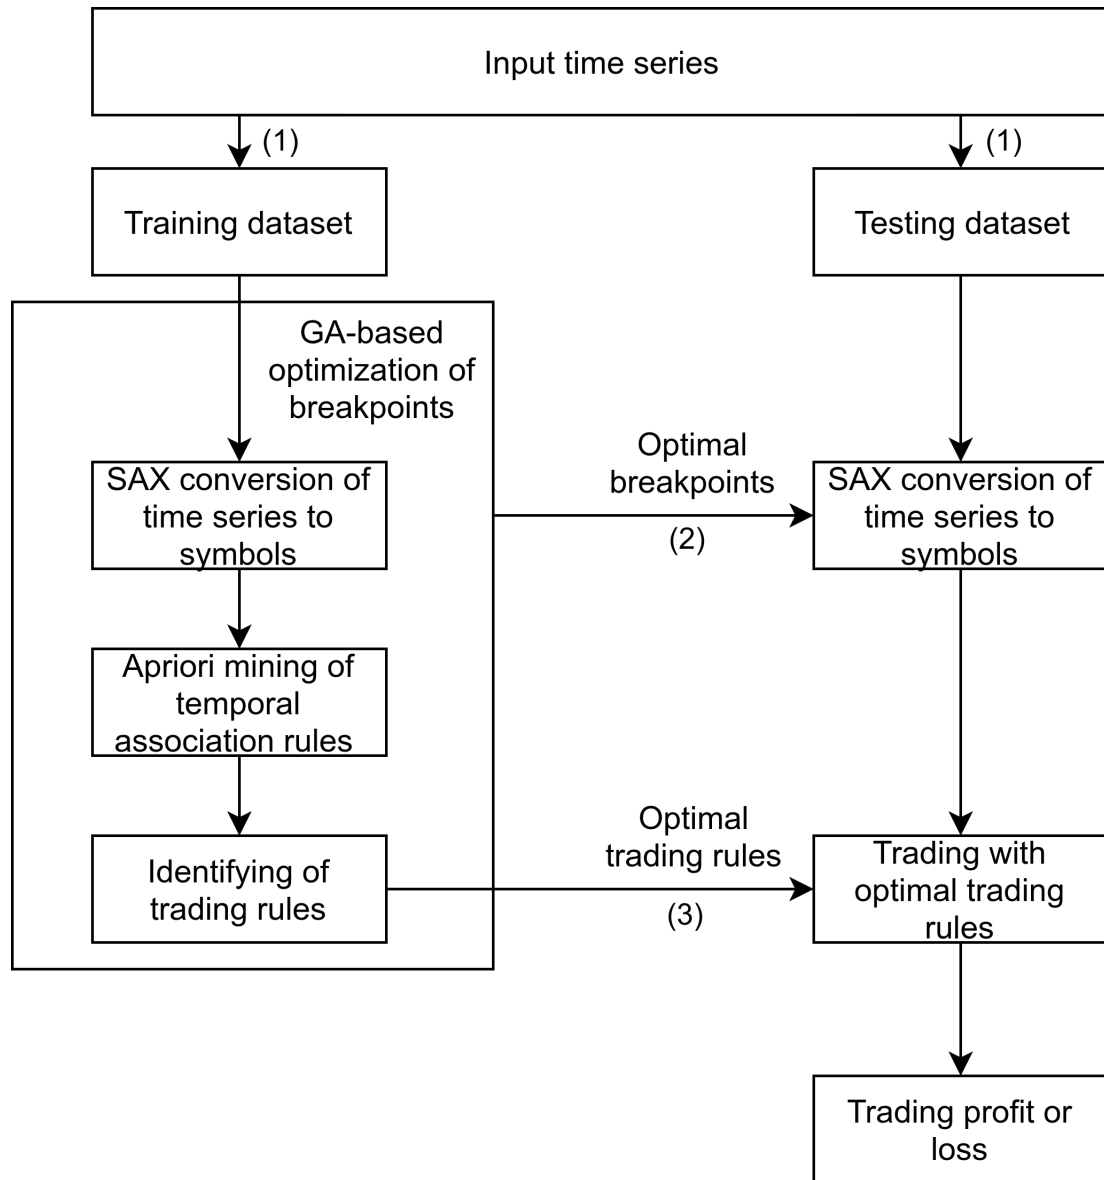 Input time series
(1)
(1)
Training dataset
Testing dataset
GA-based
optimization of
breakpoints
Optimal
breakpoints
(2)
SAX conversion of
time series to
symbols
SAX conversion of
time series to
symbols
Apriori mining of
temporal
association rules
Identifying of
trading rules
Optimal
trading rules
(3)
Trading with
optimal trading
rules
Trading profit or
loss